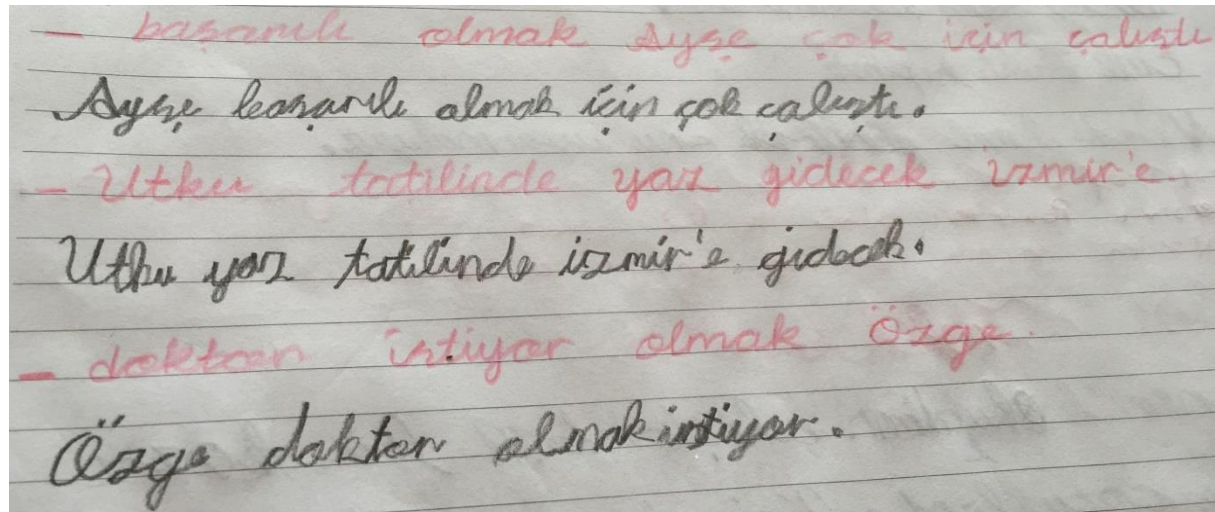 - başarılı olmak Ayşe çok için çalıştı
Ayşe başarılı olmak için çok çalıştı.
- Utku tatilinde yaz gidecek izmir'e.
Utku yaz tatilinde izmir'e gidecek.
- doktor istiyor olmak Özge.
Özge doktor olmak istiyor.